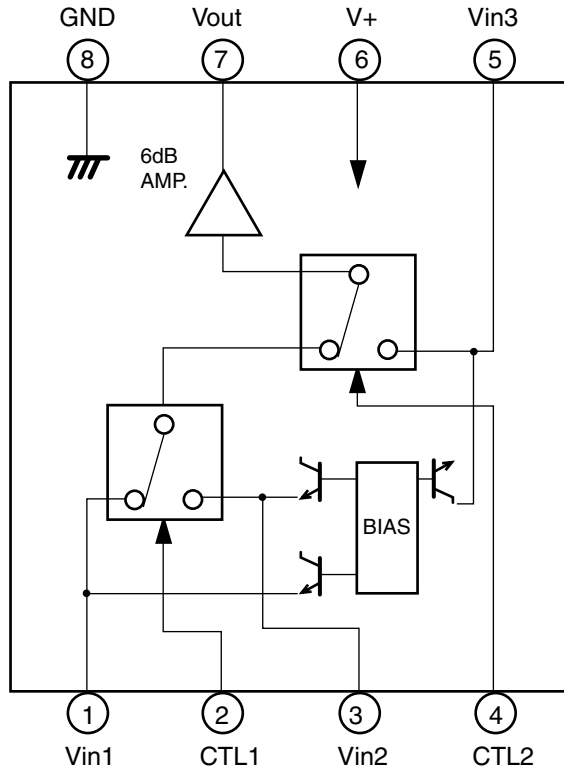 GND Vout V+ Vin3
8 7 6 5
6dB
AMP.
BIAS
1 2 3 4
Vin1 CTL1 Vin2 CTL2